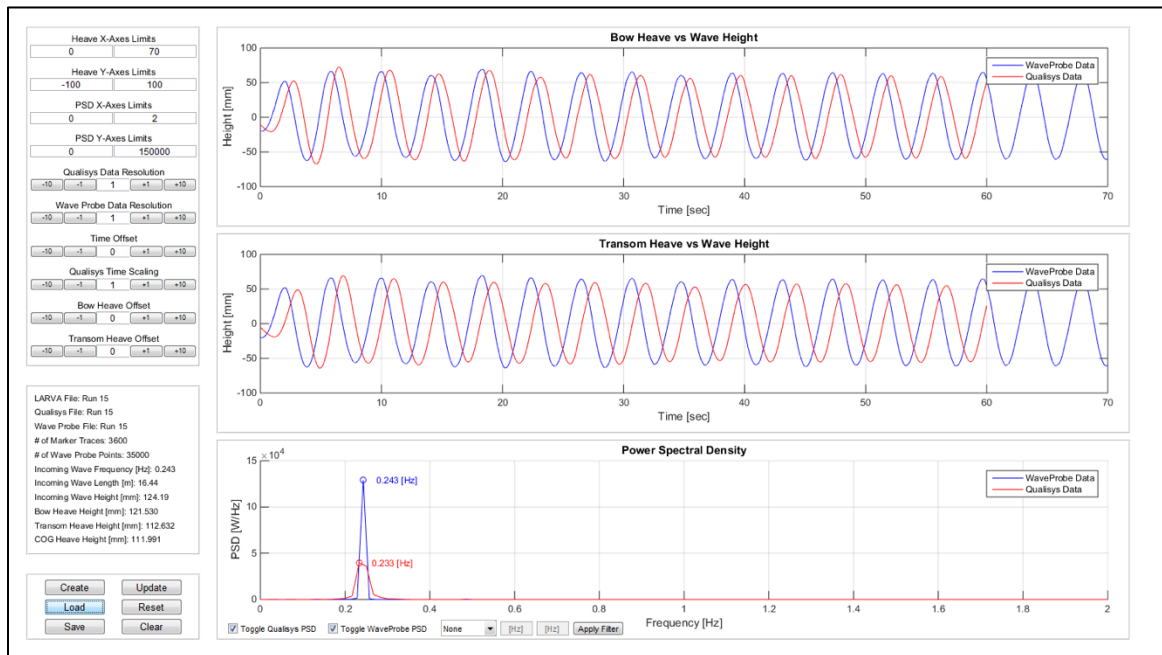 Heave X-Axes Limits
0 70
Heave Y-Axes Limits
-100 100
PSD X-Axes Limits
0 2
PSD Y-Axes Limits
0 150000
Qualisys Data Resolution
-10 -1 1 +1 +10
Wave Probe Data Resolution
-10 -1 1 +1 +10
Time Offset
-10 -1 0 +1 +10
Qualisys Time Scaling
-10 -1 1 +1 +10
Bow Heave Offset
-10 -1 0 +1 +10
Transom Heave Offset
-10 -1 0 +1 +10
LARVA File: Run 15
Qualisys File: Run 15
Wave Probe File: Run 15
# of Marker Traces: 3600
# of Wave Probe Points: 35000
Incoming Wave Frequency [Hz]: 0.243
Incoming Wave Length [m]: 16.44
Incoming Wave Height [mm]: 124.19
Bow Heave Height [mm]: 121.530
Transom Heave Height [mm]: 112.632
COG Heave Height [mm]: 111.991
Create Update
Load Reset
Save Clear
Bow Heave vs Wave Height
WaveProbe Data
Qualisys Data
Height [mm]
100
50
0
-50
-100
0 10 20 30 40 50 60 70
Time [sec]
Transom Heave vs Wave Height
WaveProbe Data
Qualisys Data
Height [mm]
100
50
0
-50
-100
0 10 20 30 40 50 60 70
Time [sec]
Power Spectral Density
×10⁴
WaveProbe Data
Qualisys Data
PSD [W/Hz]
15
10
5
0
0.243 [Hz]
0.233 [Hz]
0 0.2 0.4 0.6 0.8 1 1.2 1.4 1.6 1.8 2
Frequency [Hz]
Toggle Qualisys PSD Toggle WaveProbe PSD None [Hz] [Hz] Apply Filter